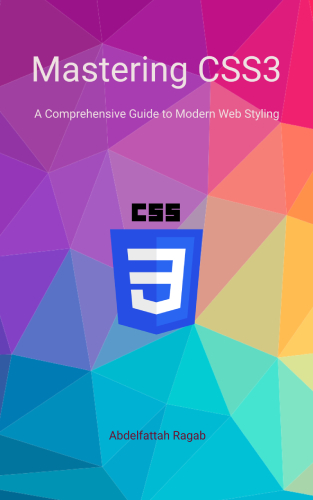 Mastering CSS3
A Comprehensive Guide to Modern Web Styling
CSS
3
Abdelfattah Ragab